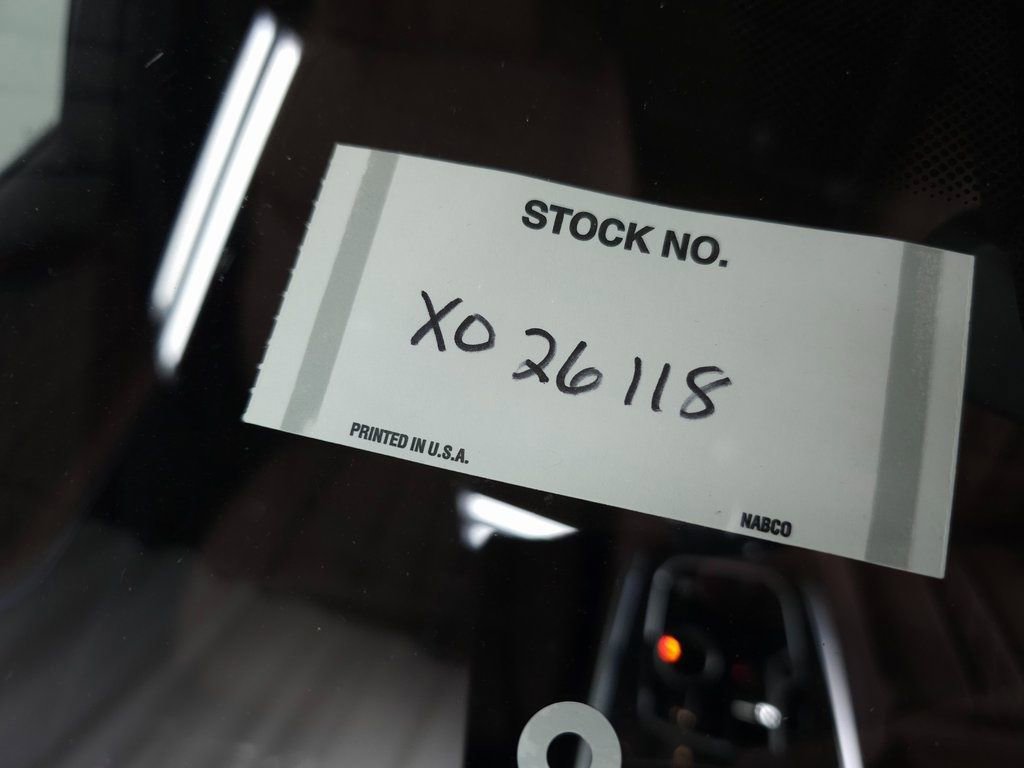 STOCK NO.
XO 26118
PRINTED IN U.S.A.
NABCO